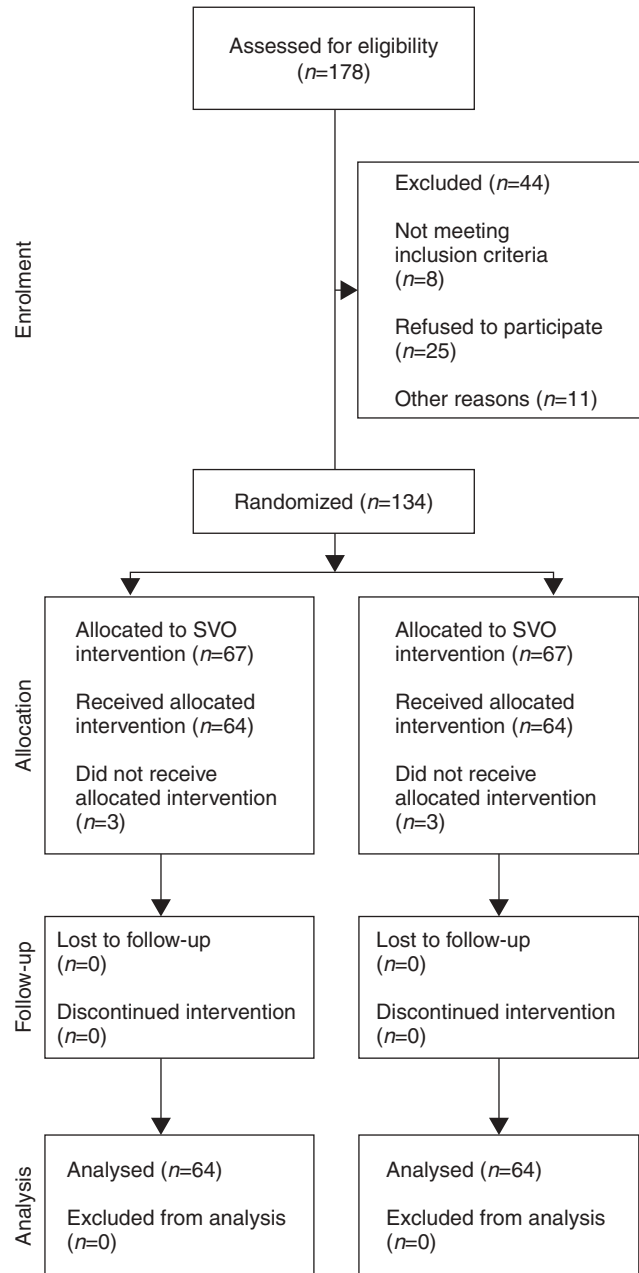 Assessed for eligibility
(n=178)
Enrolment
Excluded (n=44)
Not meeting
inclusion criteria
(n=8)
Refused to participate
(n=25)
Other reasons (n=11)
Randomized (n=134)
Allocation
Allocated to SVO
intervention (n=67)
Received allocated
intervention (n=64)
Did not receive
allocated intervention
(n=3)
Allocated to SVO
intervention (n=67)
Received allocated
intervention (n=64)
Did not receive
allocated intervention
(n=3)
Follow-up
Lost to follow-up
(n=0)
Discontinued intervention
(n=0)
Lost to follow-up
(n=0)
Discontinued intervention
(n=0)
Analysis
Analysed (n=64)
Excluded from analysis
(n=0)
Analysed (n=64)
Excluded from analysis
(n=0)